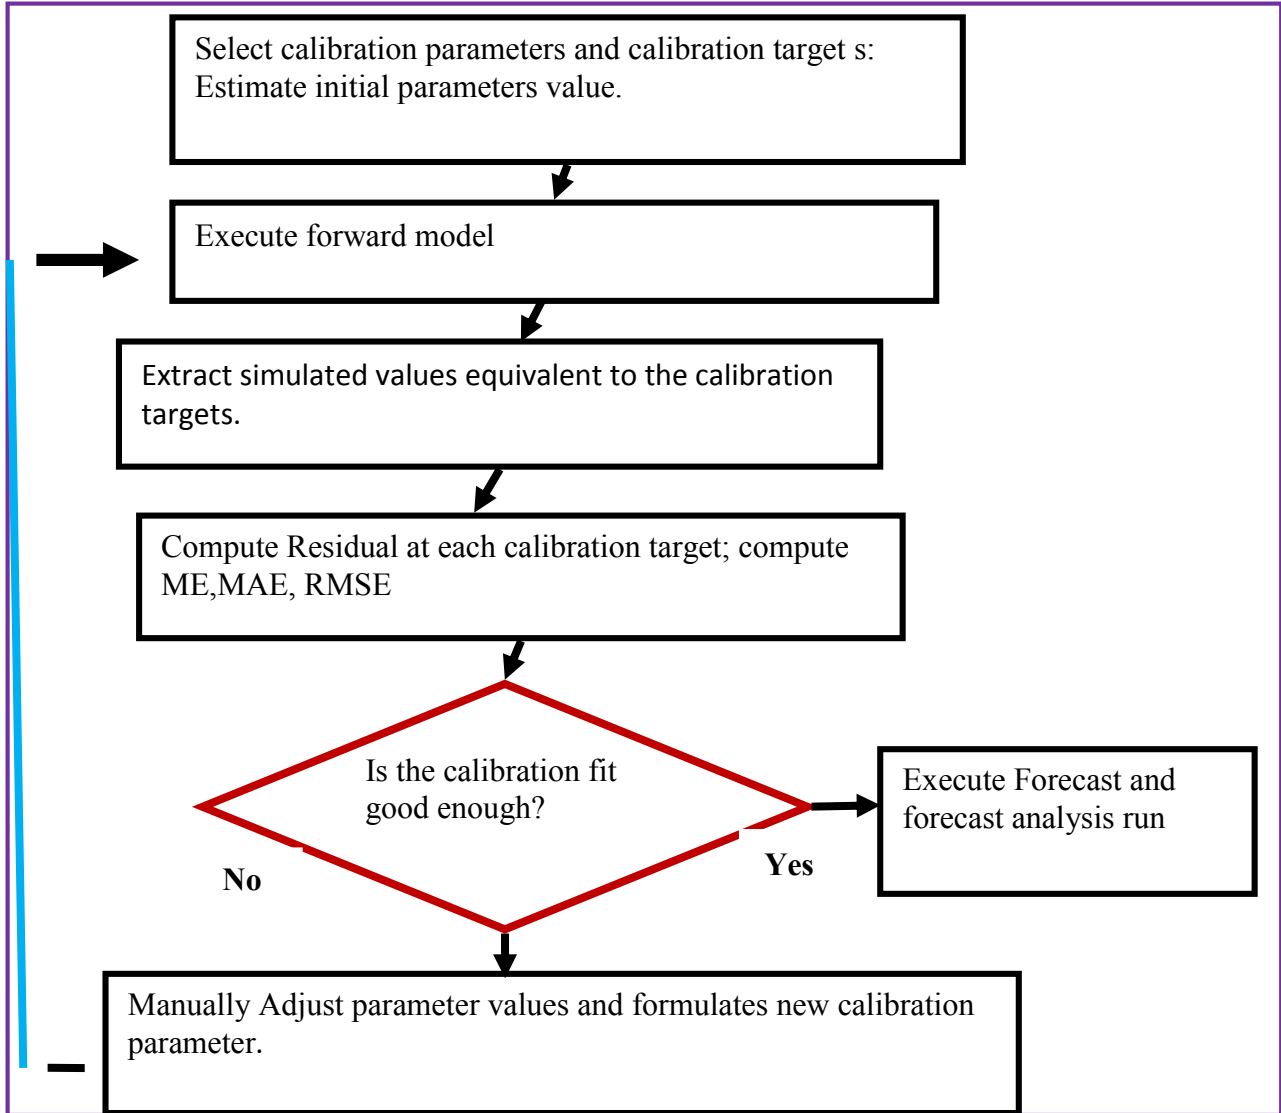 Select calibration parameters and calibration target s:
Estimate initial parameters value.
Execute forward model
Extract simulated values equivalent to the calibration
targets.
Compute Residual at each calibration target; compute
ME,MAE, RMSE
Is the calibration fit
good enough?
No
Yes
Execute Forecast and
forecast analysis run
Manually Adjust parameter values and formulates new calibration
parameter.